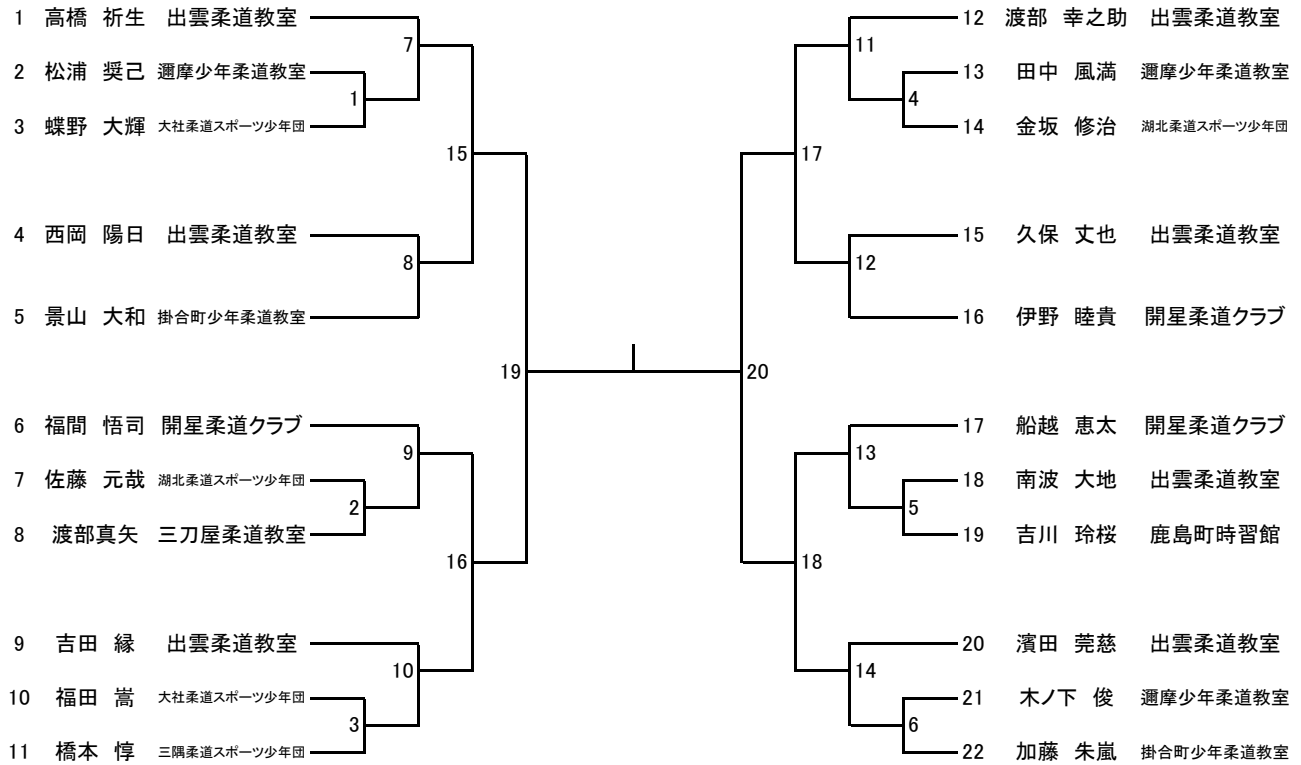 1 高橋 祈生 出雲柔道教室
7
2 松浦 奨己 邇摩少年柔道教室
1
3 蝶野 大輝 大社柔道スポーツ少年団
15
4 西岡 陽日 出雲柔道教室
8
5 景山 大和 掛合町少年柔道教室
19
6 福間 悟司 開星柔道クラブ
9
7 佐藤 元哉 湖北柔道スポーツ少年団
2
8 渡部真矢 三刀屋柔道教室
16
9 吉田 縁 出雲柔道教室
10
10 福田 嵩 大社柔道スポーツ少年団
3
11 橋本 惇 三隅柔道スポーツ少年団
12 渡部 幸之助 出雲柔道教室
11
13 田中 風満 邇摩少年柔道教室
4
14 金坂 修治 湖北柔道スポーツ少年団
17
15 久保 丈也 出雲柔道教室
12
16 伊野 睦貴 開星柔道クラブ
20
17 船越 恵太 開星柔道クラブ
13
18 南波 大地 出雲柔道教室
5
19 吉川 玲桜 鹿島町時習館
18
20 濱田 莞慈 出雲柔道教室
14
21 木ノ下 俊 邇摩少年柔道教室
6
22 加藤 朱嵐 掛合町少年柔道教室